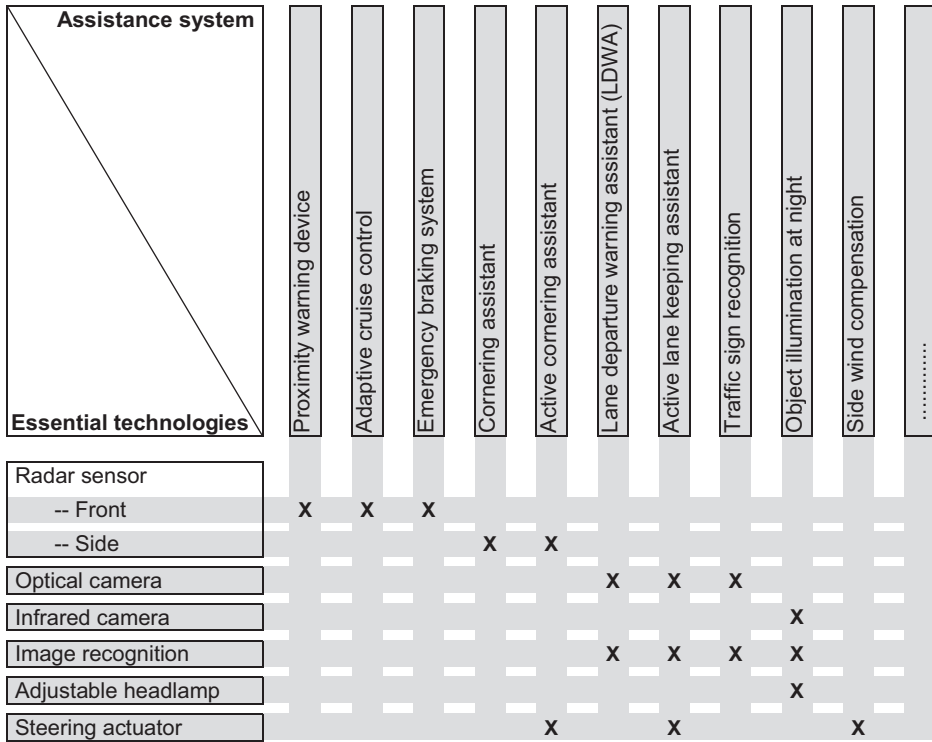 Assistance system
Essential technologies
Proximity warning device
Adaptive cruise control
Emergency braking system
Cornering assistant
Active cornering assistant
Lane departure warning assistant (LDWA)
Active lane keeping assistant
Traffic sign recognition
Object illumination at night
Side wind compensation
...........
Radar sensor
-- Front X X X
-- Side X X
Optical camera X X X
Infrared camera X
Image recognition X X X X
Adjustable headlamp X
Steering actuator X X X